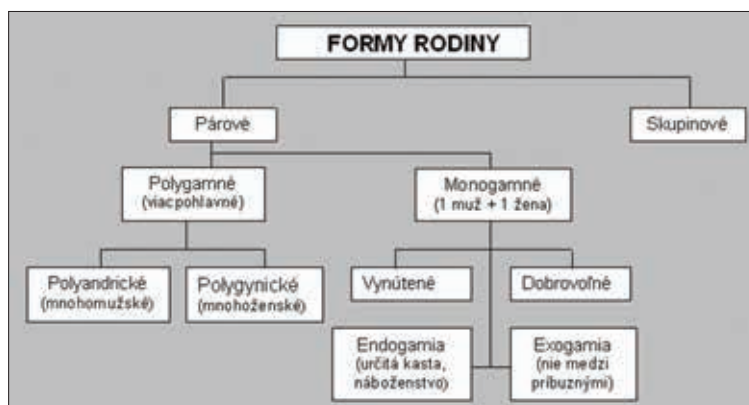 FORMY RODINY
Párové
Skupinové
Polygamné
(viacpohlavné)
Monogamné
(1 muž + 1 žena)
Polyandrické
(mnohomužské)
Polygynické
(mnohoženské)
Vynútené
Dobrovoľné
Endogamia
(určitá kasta,
náboženstvo)
Exogamia
(nie medzi
príbuznými)